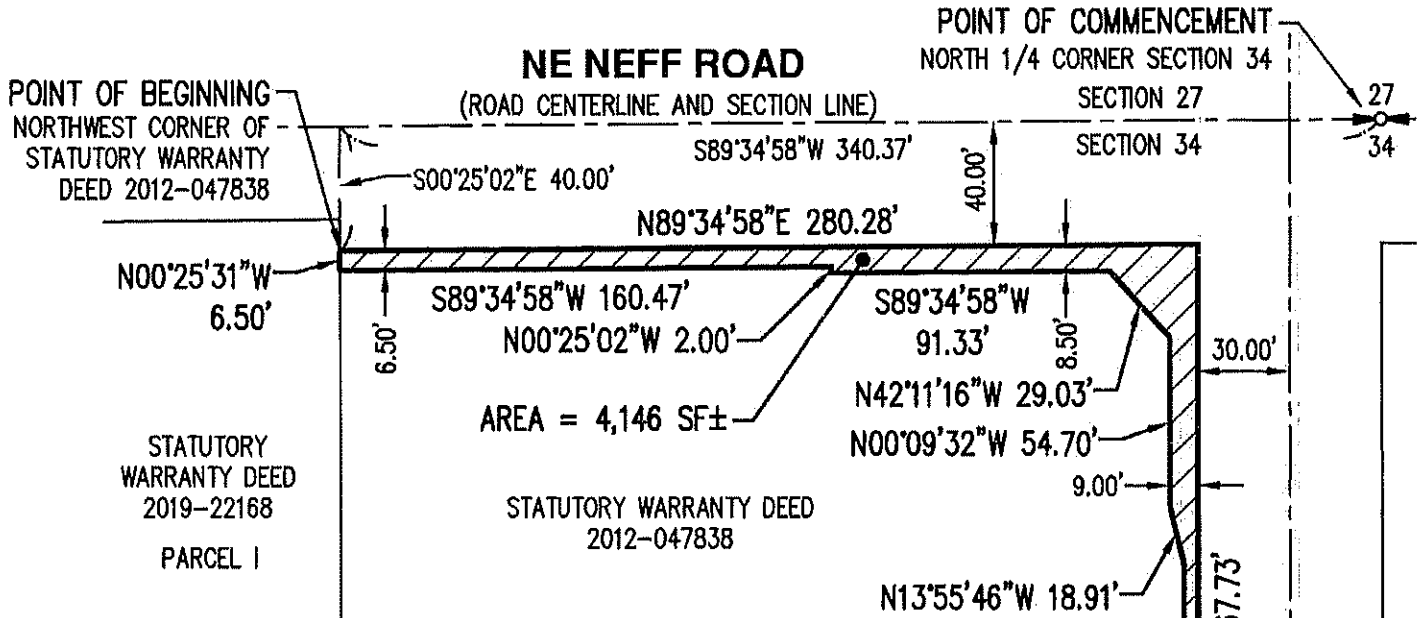 POINT OF COMMENCEMENT
NORTH 1/4 CORNER SECTION 34
NE NEFF ROAD
(ROAD CENTERLINE AND SECTION LINE)
SECTION 27
SECTION 34
27
34
POINT OF BEGINNING
NORTHWEST CORNER OF
STATUTORY WARRANTY
DEED 2012-047838
S89°34'58"W 340.37'
S00°25'02"E 40.00'
40.00'
N89°34'58"E 280.28'
N00°25'31"W
6.50'
6.50'
S89°34'58"W 160.47'
N00°25'02"W 2.00'
S89°34'58"W
91.33'
8.50'
30.00'
AREA = 4,146 SF±
N42°11'16"W 29.03'
N00°09'32"W 54.70'
9.00'
STATUTORY
WARRANTY DEED
2019-22168
PARCEL I
STATUTORY WARRANTY DEED
2012-047838
N13°55'46"W 18.91'